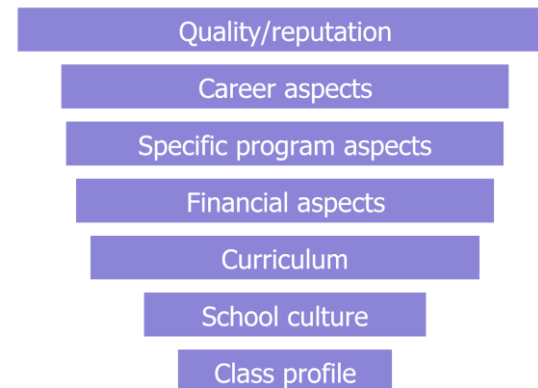 Quality/reputation
Career aspects
Specific program aspects
Financial aspects
Curriculum
School culture
Class profile